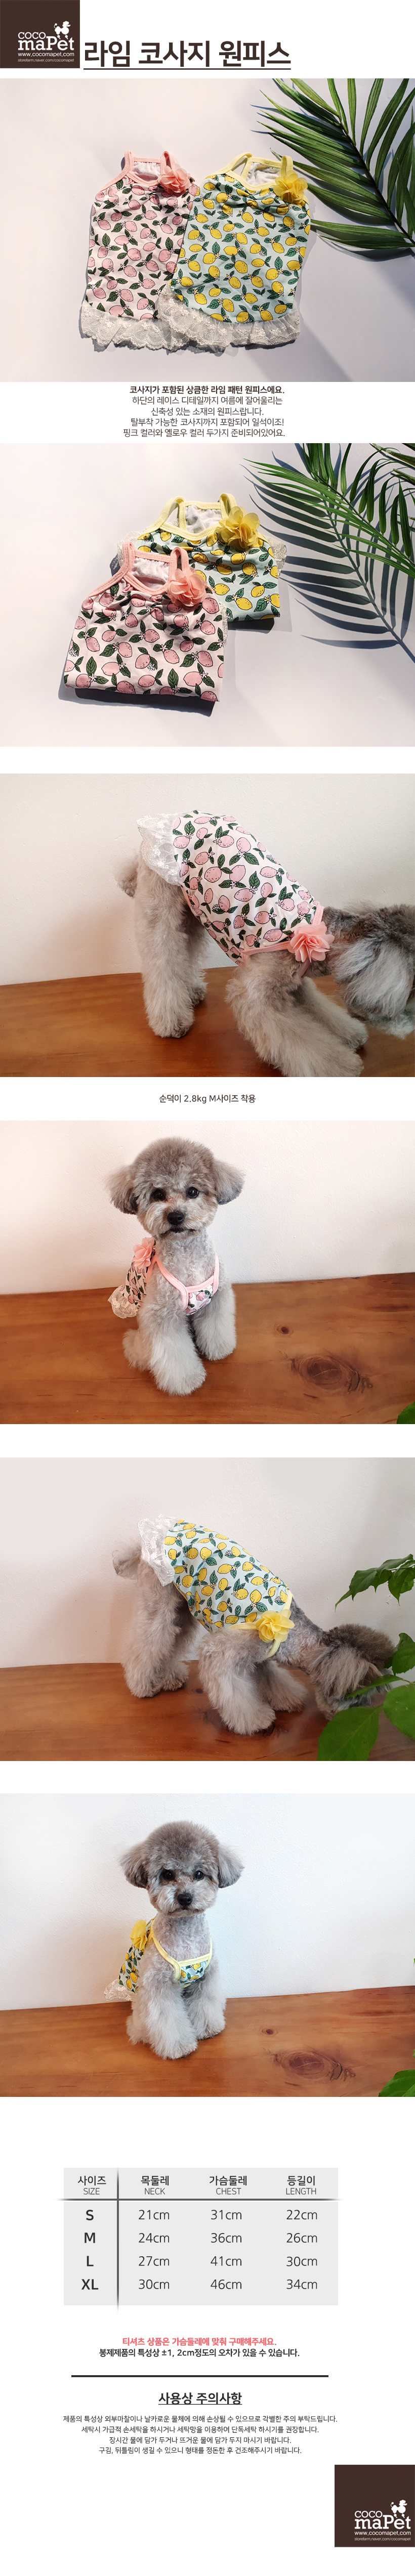 coco
maPet
www.cocomapet.com
storefarm.naver.com/cocomapet
라임 코사지 원피스
코사지가 포함된 상큼한 라임 패턴 원피스에요.
하단의 레이스 디테일까지 여름에 잘어울리는
신축성 있는 소재의 원피스랍니다.
탈부착 가능한 코사지까지 포함되어 일석이조!
핑크 컬러와 옐로우 컬러 두가지 준비되어있어요.
순덕이 2.8kg M사이즈 착용
사이즈 목둘레 가슴둘레 등길이
SIZE NECK CHEST LENGTH
S 21cm 31cm 22cm
M 24cm 36cm 26cm
L 27cm 41cm 30cm
XL 30cm 46cm 34cm
티셔츠 상품은 가슴둘레에 맞춰 구매해주세요.
봉제제품의 특성상 ±1, 2cm정도의 오차가 있을 수 있습니다.
사용상 주의사항
제품의 특성상 외부마찰이나 날카로운 물체에 의해 손상될 수 있으므로 각별한 주의 부탁드립니다.
세탁시 가급적 손세탁을 하시거나 세탁망을 이용하여 단독세탁 하시기를 권장합니다.
장시간 물에 담가 두거나 뜨거운 물에 담가 두지 마시기 바랍니다.
구김, 뒤틀림이 생길 수 있으니 형태를 정돈한 후 건조해주시기 바랍니다.
coco
maPet
www.cocomapet.com
storefarm.naver.com/cocomapet